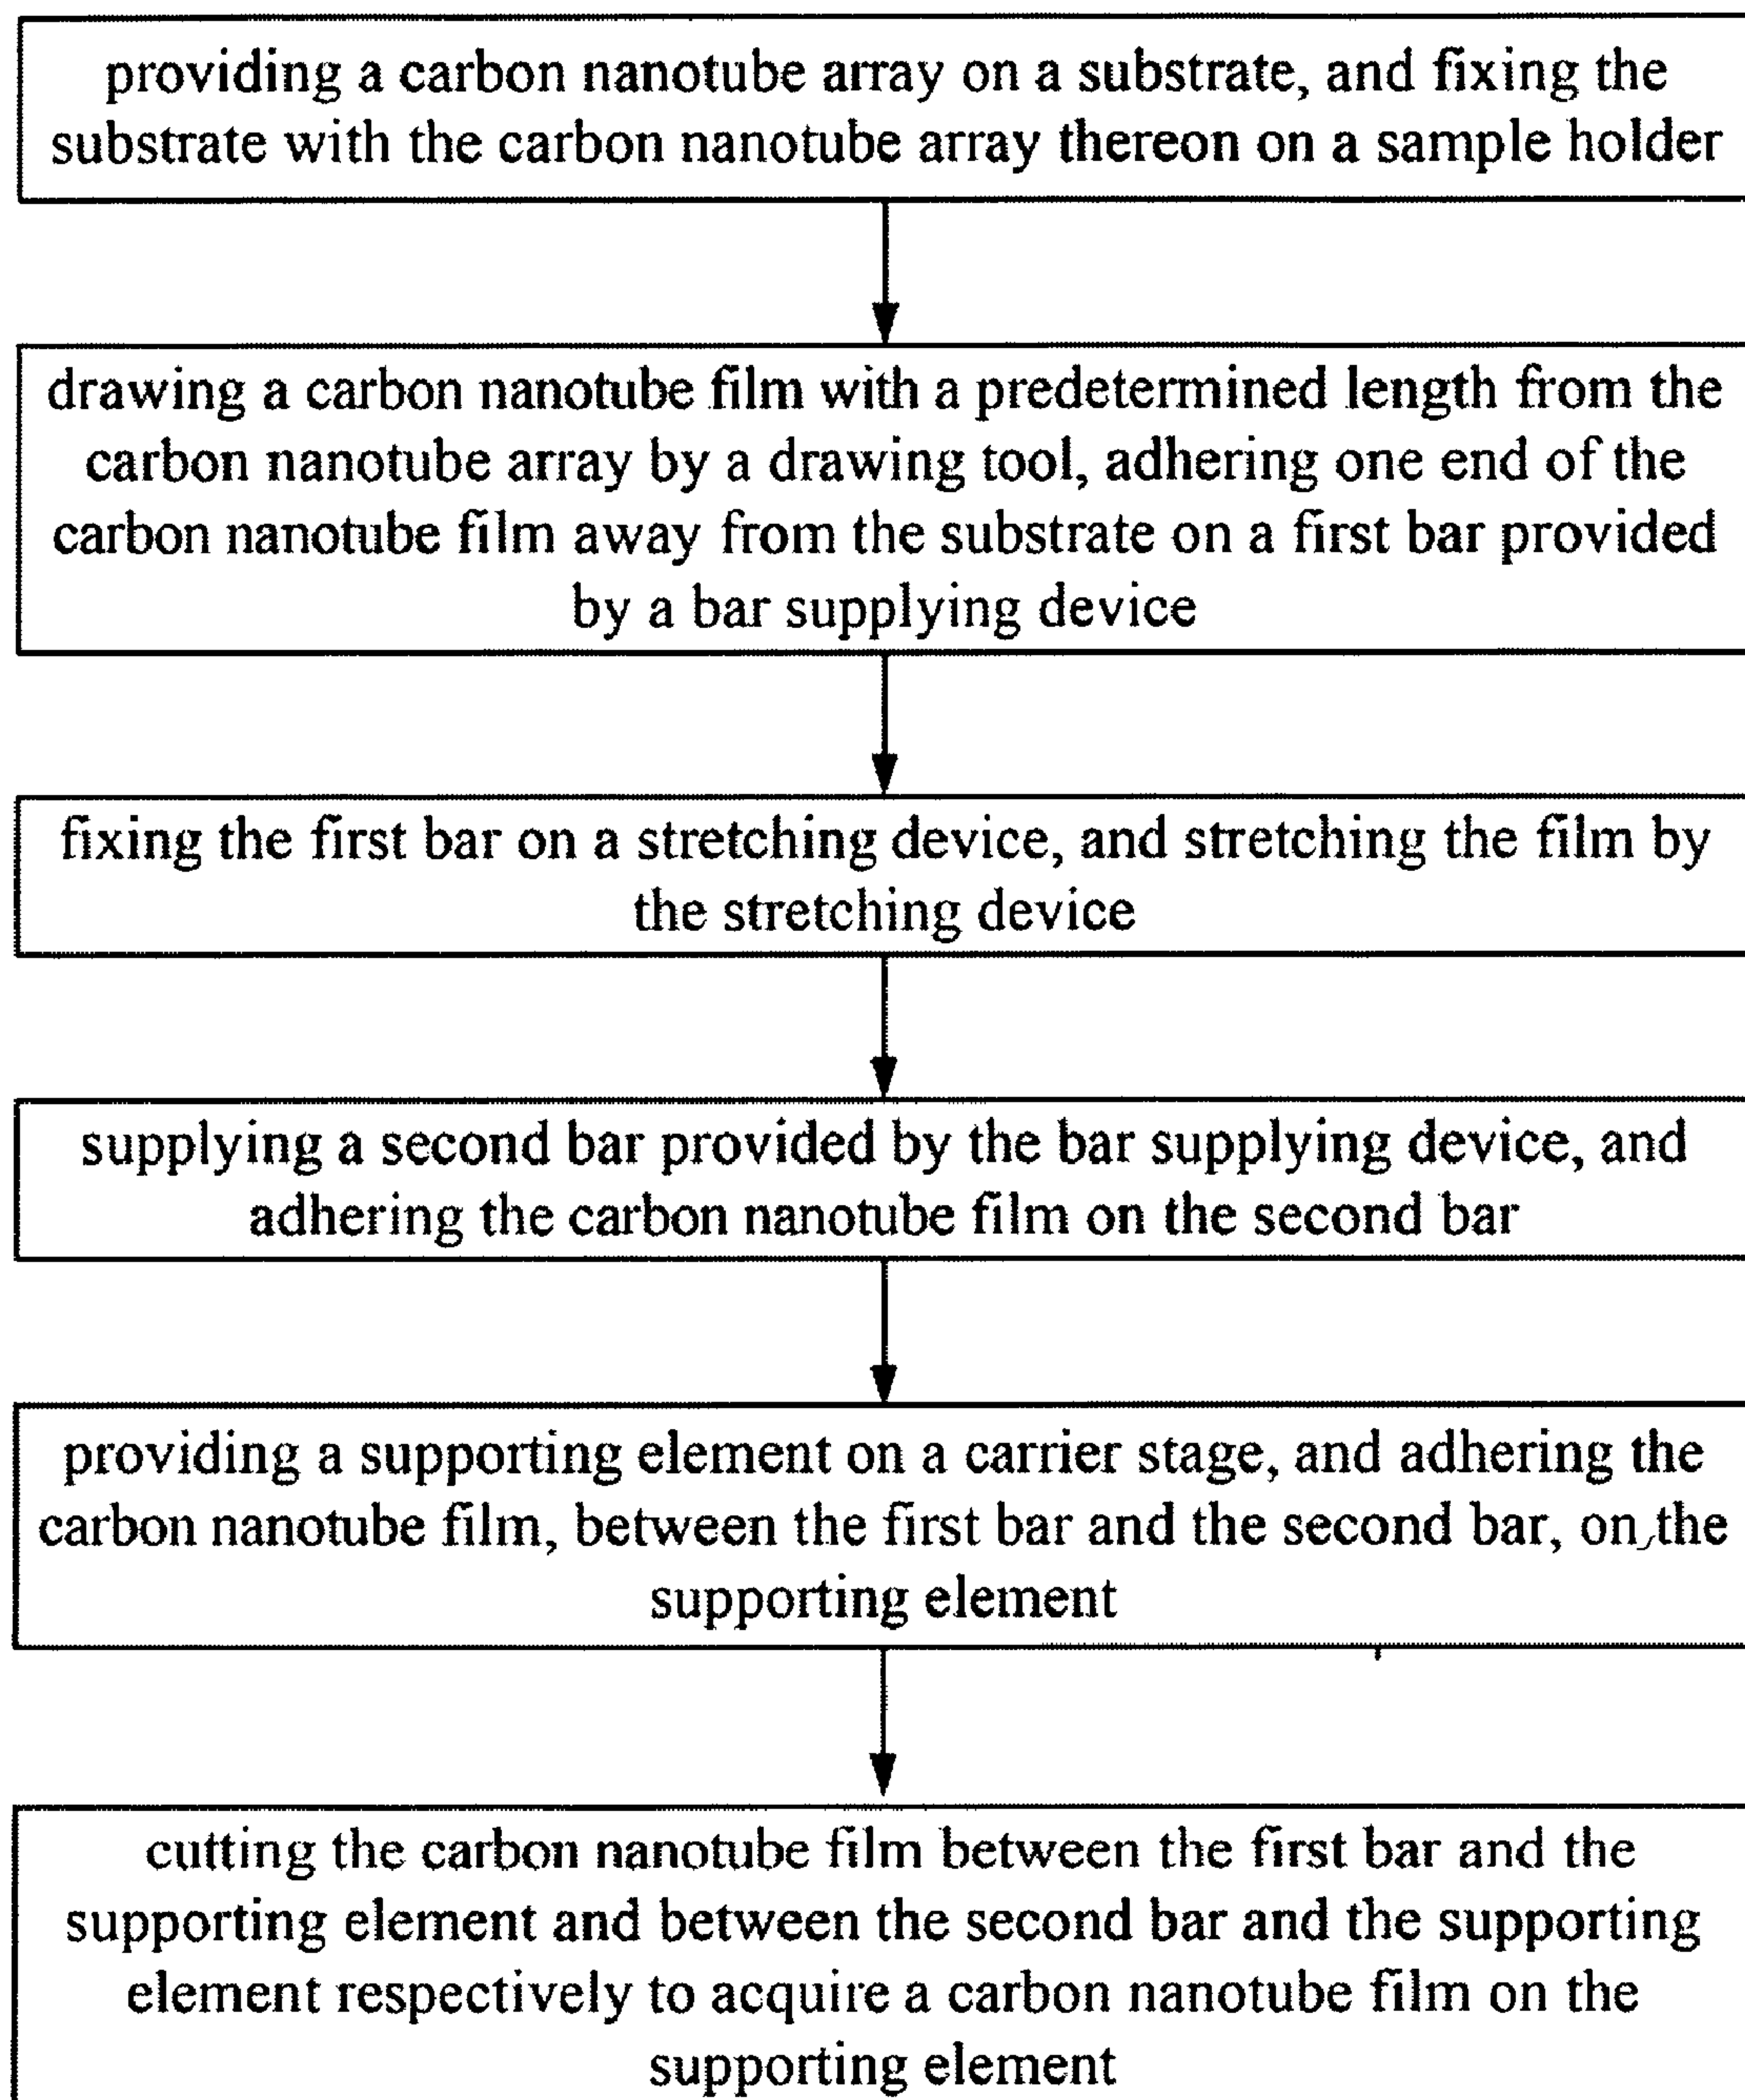 providing a carbon nanotube array on a substrate, and fixing the
substrate with the carbon nanotube array thereon on a sample holder
drawing a carbon nanotube film with a predetermined length from the
carbon nanotube array by a drawing tool, adhering one end of the
carbon nanotube film away from the substrate on a first bar provided
by a bar supplying device
fixing the first bar on a stretching device, and stretching the film by
the stretching device
supplying a second bar provided by the bar supplying device, and
adhering the carbon nanotube film on the second bar
providing a supporting element on a carrier stage, and adhering the
carbon nanotube film, between the first bar and the second bar, on the
supporting element
cutting the carbon nanotube film between the first bar and the
supporting element and between the second bar and the supporting
element respectively to acquire a carbon nanotube film on the
supporting element